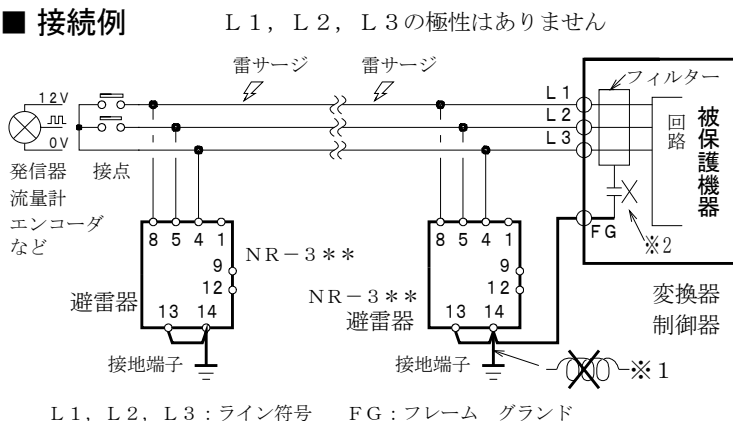 ■ 接続例　　Ｌ１，Ｌ２，Ｌ３の極性はありません
雷サージ　雷サージ
フィルター
１２Ｖ
０Ｖ
Ｌ１
Ｌ２
Ｌ３
回路
被保護機器
発信器
流量計
エンコーダ
など
接点
ＦＧ
※２
8 5 4 1
9
12
13 14
ＮＲ－３＊＊
避雷器
接地端子
8 5 4 1
9
12
13 14
ＮＲ－３＊＊
避雷器
接地端子
※１
変換器
制御器
Ｌ１，Ｌ２，Ｌ３：ライン符号　ＦＧ：フレーム　グランド